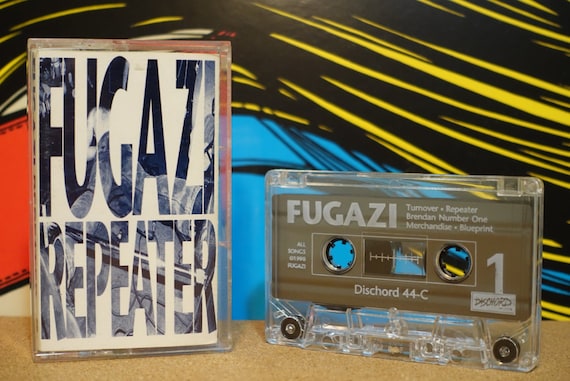 FUGAZI
REPEATER
FUGAZI
Turnover • Repeater
Brendan Number One
Merchandise • Blueprint
ALL
SONGS
©1990
FUGAZI
1
Dischord 44-C
DISCHORD